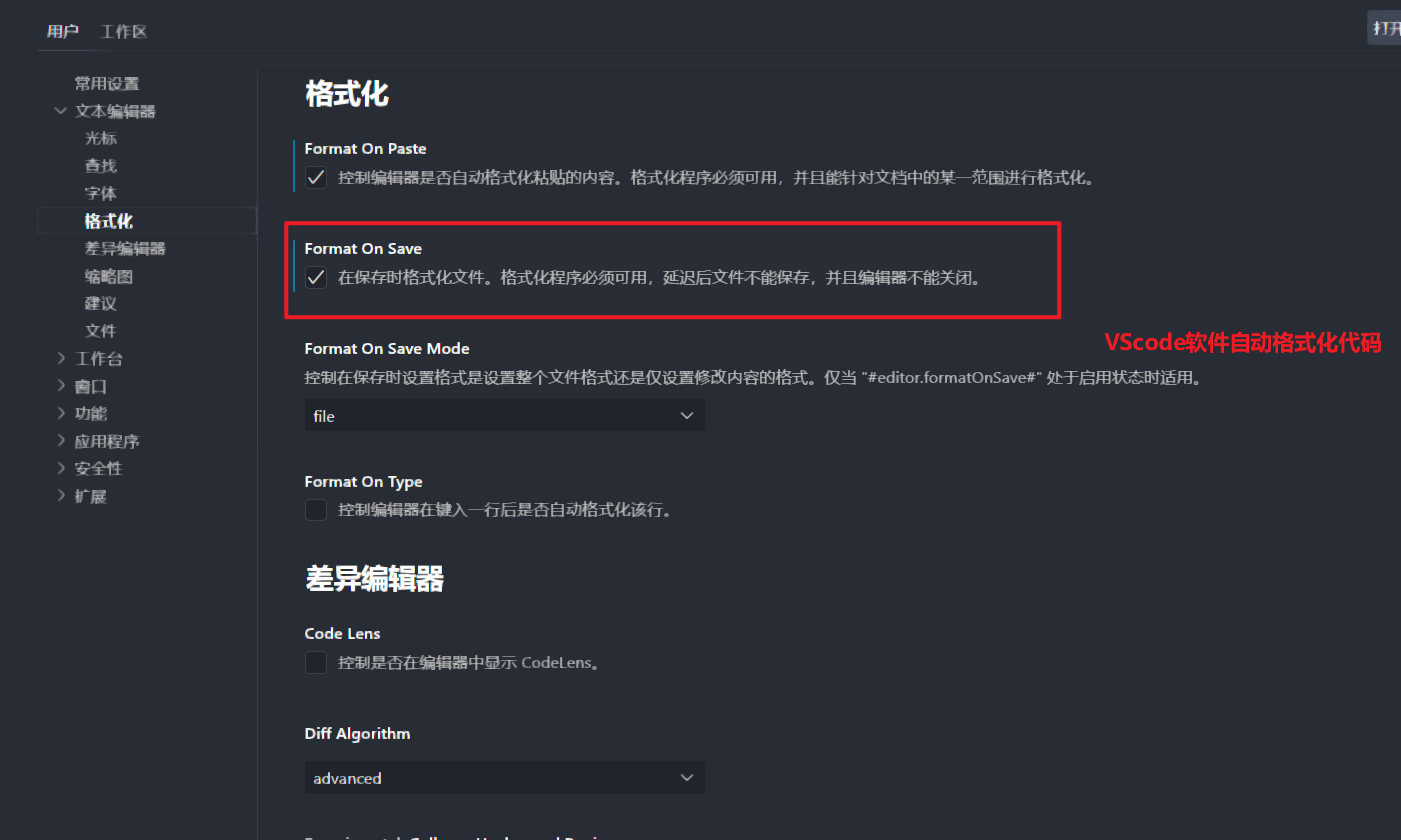 用户 工作区
打开
常用设置
文本编辑器
光标
查找
字体
格式化
差异编辑器
缩略图
建议
文件
工作台
窗口
功能
应用程序
安全性
扩展
格式化
Format On Paste
控制编辑器是否自动格式化粘贴的内容。格式化程序必须可用，并且能针对文档中的某一范围进行格式化。
Format On Save
在保存时格式化文件。格式化程序必须可用，延迟后文件不能保存，并且编辑器不能关闭。
VScode软件自动格式化代码
Format On Save Mode
控制在保存时设置格式是设置整个文件格式还是仅设置修改内容的格式。仅当 "#editor.formatOnSave#" 处于启用状态时适用。
file
Format On Type
控制编辑器在键入一行后是否自动格式化该行。
差异编辑器
Code Lens
控制是否在编辑器中显示 CodeLens。
Diff Algorithm
advanced